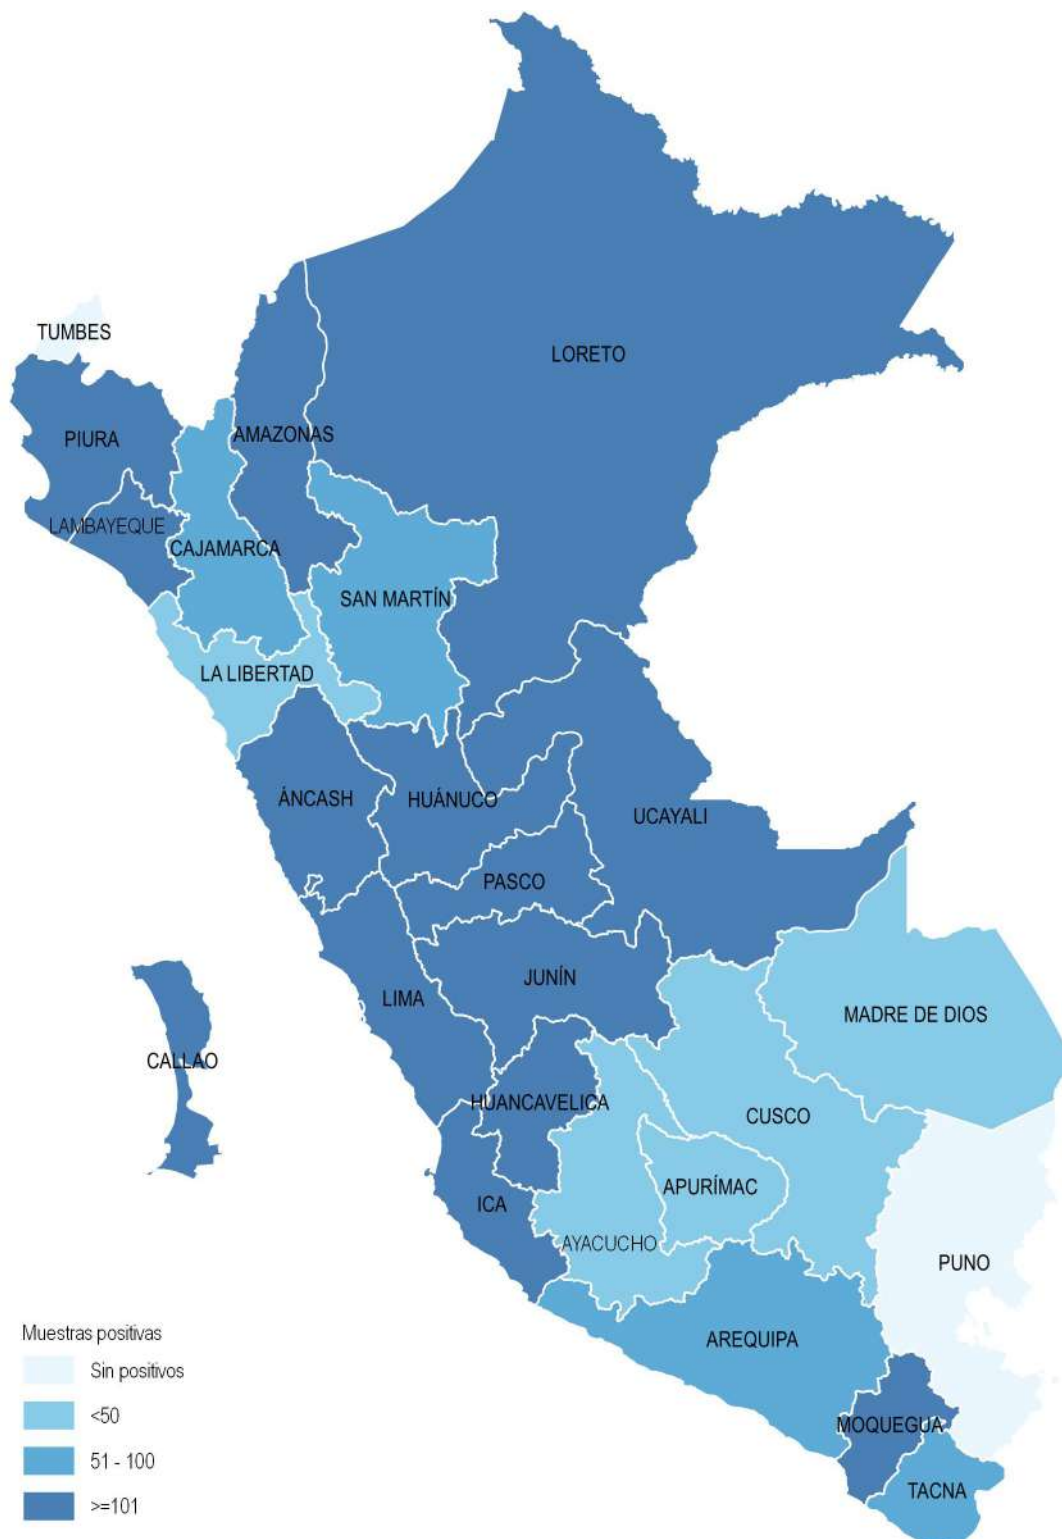 TUMBES
LORETO
PIURA
AMAZONAS
LAMBAYEQUE
CAJAMARCA
SAN MARTÍN
LA LIBERTAD
ÁNCASH
HUÁNUCO
UCAYALI
PASCO
JUNÍN
LIMA
MADRE DE DIOS
CALLAO
HUANCAVELICA
CUSCO
APURÍMAC
ICA
AYACUCHO
PUNO
AREQUIPA
MOQUEGUA
TACNA
Muestras positivas
Sin positivos
<50
51 - 100
>=101